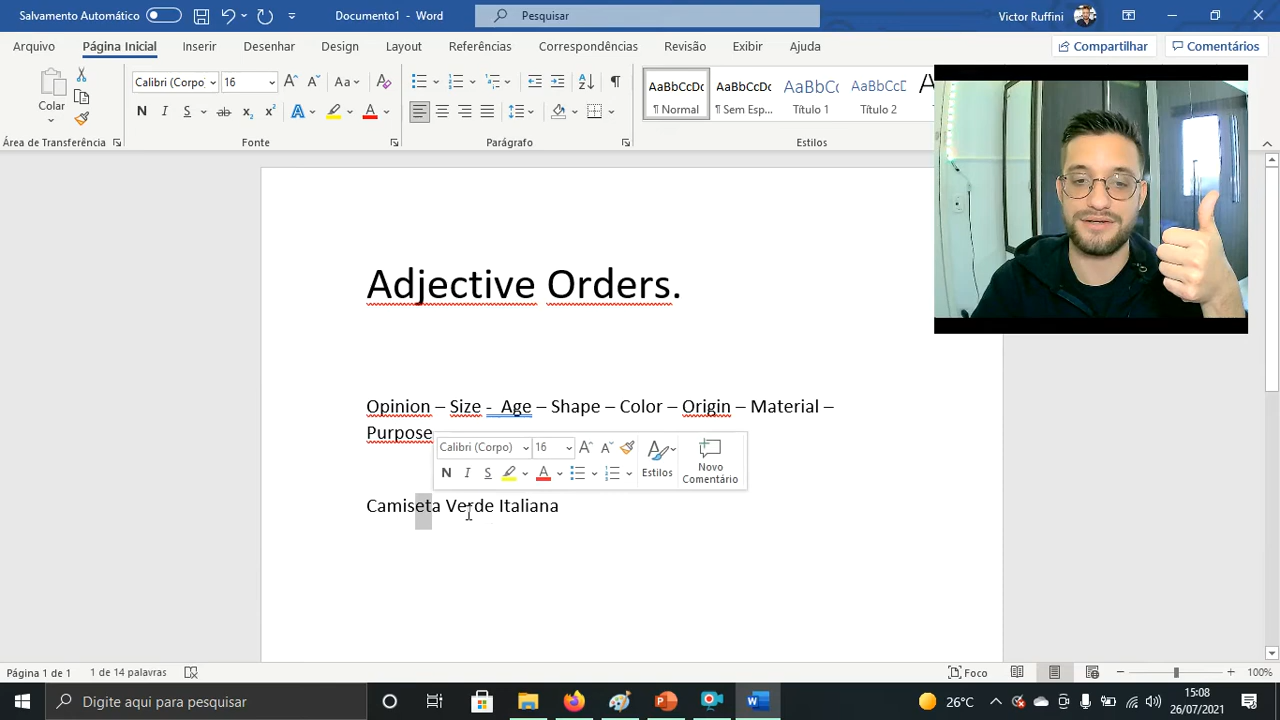 Salvamento Automático
Documento1 - Word
Pesquisar
Victor Ruffini
Arquivo
Página Inicial
Inserir
Desenhar
Design
Layout
Referências
Correspondências
Revisão
Exibir
Ajuda
Compartilhar
Comentários
Colar
Calibri (Corpo
16
Aa
N I S ab
AaBbCcDc
¶ Normal
AaBbCcDc
¶ Sem Esp...
AaBbCc
Título 1
AaBbCcD
Título 2
Área de Transferência
Fonte
Parágrafo
Estilos
Adjective Orders.
Opinion – Size - Age – Shape – Color – Origin – Material –
Purpose
Calibri (Corpo)
16
N I S
Estilos
Novo
Comentário
Camiseta Verde Italiana
Página 1 de 1
1 de 14 palavras
Foco
100%
Digite aqui para pesquisar
26°C
15:08
26/07/2021